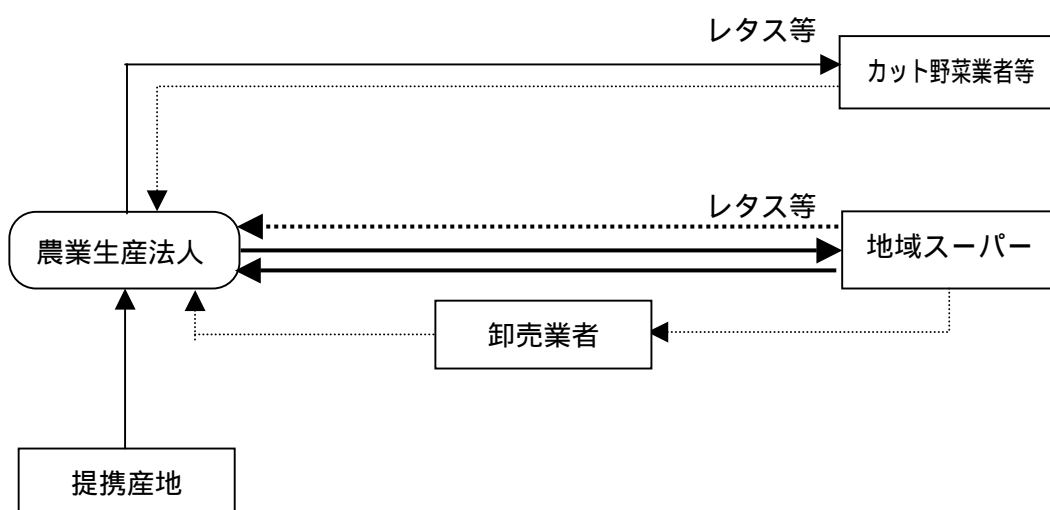 レタス等
カット野菜業者等
レタス等
農業生産法人
地域スーパー
卸売業者
提携産地